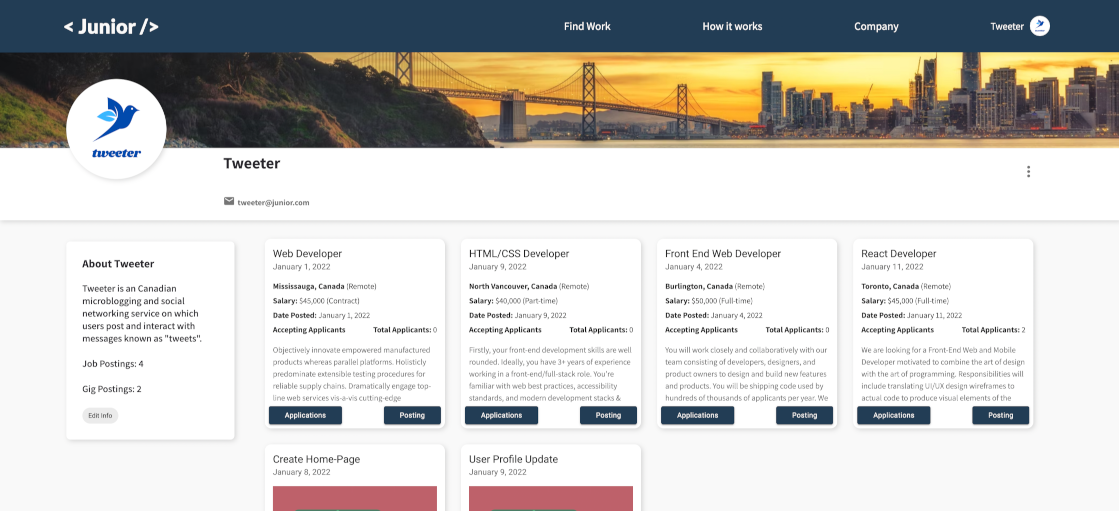 < Junior />
Find Work
How it works
Company
Tweeter
tweeter
Tweeter
tweeter@junior.com
About Tweeter
Tweeter is an Canadian
microblogging and social
networking service on which
users post and interact with
messages known as "tweets".
Job Postings: 4
Gig Postings: 2
Edit Info
Web Developer
January 1, 2022
Mississauga, Canada (Remote)
Salary: $45,000 (Contract)
Date Posted: January 1, 2022
Accepting Applicants Total Applicants: 0
Objectively innovate empowered manufactured
products whereas parallel platforms. Holisticly
predominate extensible testing procedures for
reliable supply chains. Dramatically engage top-
line web services vis-a-vis cutting-edge
Applications
Posting
HTML/CSS Developer
January 9, 2022
North Vancouver, Canada (Remote)
Salary: $40,000 (Part-time)
Date Posted: January 9, 2022
Accepting Applicants Total Applicants: 0
Firstly, your front-end development skills are well
rounded. Ideally, you have 3+ years of experience
working in a front-end/full-stack role. You're
familiar with web best practices, accessibility
standards, and modern development stacks &
Applications
Posting
Front End Web Developer
January 4, 2022
Burlington, Canada (Remote)
Salary: $50,000 (Full-time)
Date Posted: January 4, 2022
Accepting Applicants Total Applicants: 0
You will work closely and collaboratively with our
team consisting of developers, designers, and
product owners to design and build new features
and products. You will be shipping code used by
hundreds of thousands of applicants per year. We
Applications
Posting
React Developer
January 11, 2022
Toronto, Canada (Remote)
Salary: $45,000 (Full-time)
Date Posted: January 11, 2022
Accepting Applicants Total Applicants: 2
We are looking for a Front-End Web and Mobile
Developer motivated to combine the art of design
with the art of programming. Responsibilities will
include translating UI/UX design wireframes to
actual code to produce visual elements of the
Applications
Posting
Create Home-Page
January 8, 2022
User Profile Update
January 9, 2022